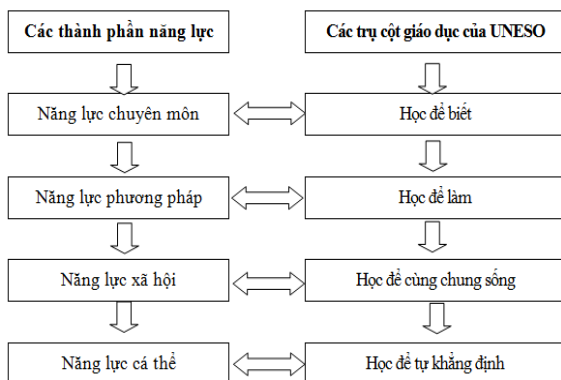 Các thành phần năng lực
Các trụ cột giáo dục của UNESO
Năng lực chuyên môn
Học để biết
Năng lực phương pháp
Học để làm
Năng lực xã hội
Học để cùng chung sống
Năng lực cá thể
Học để tự khẳng định